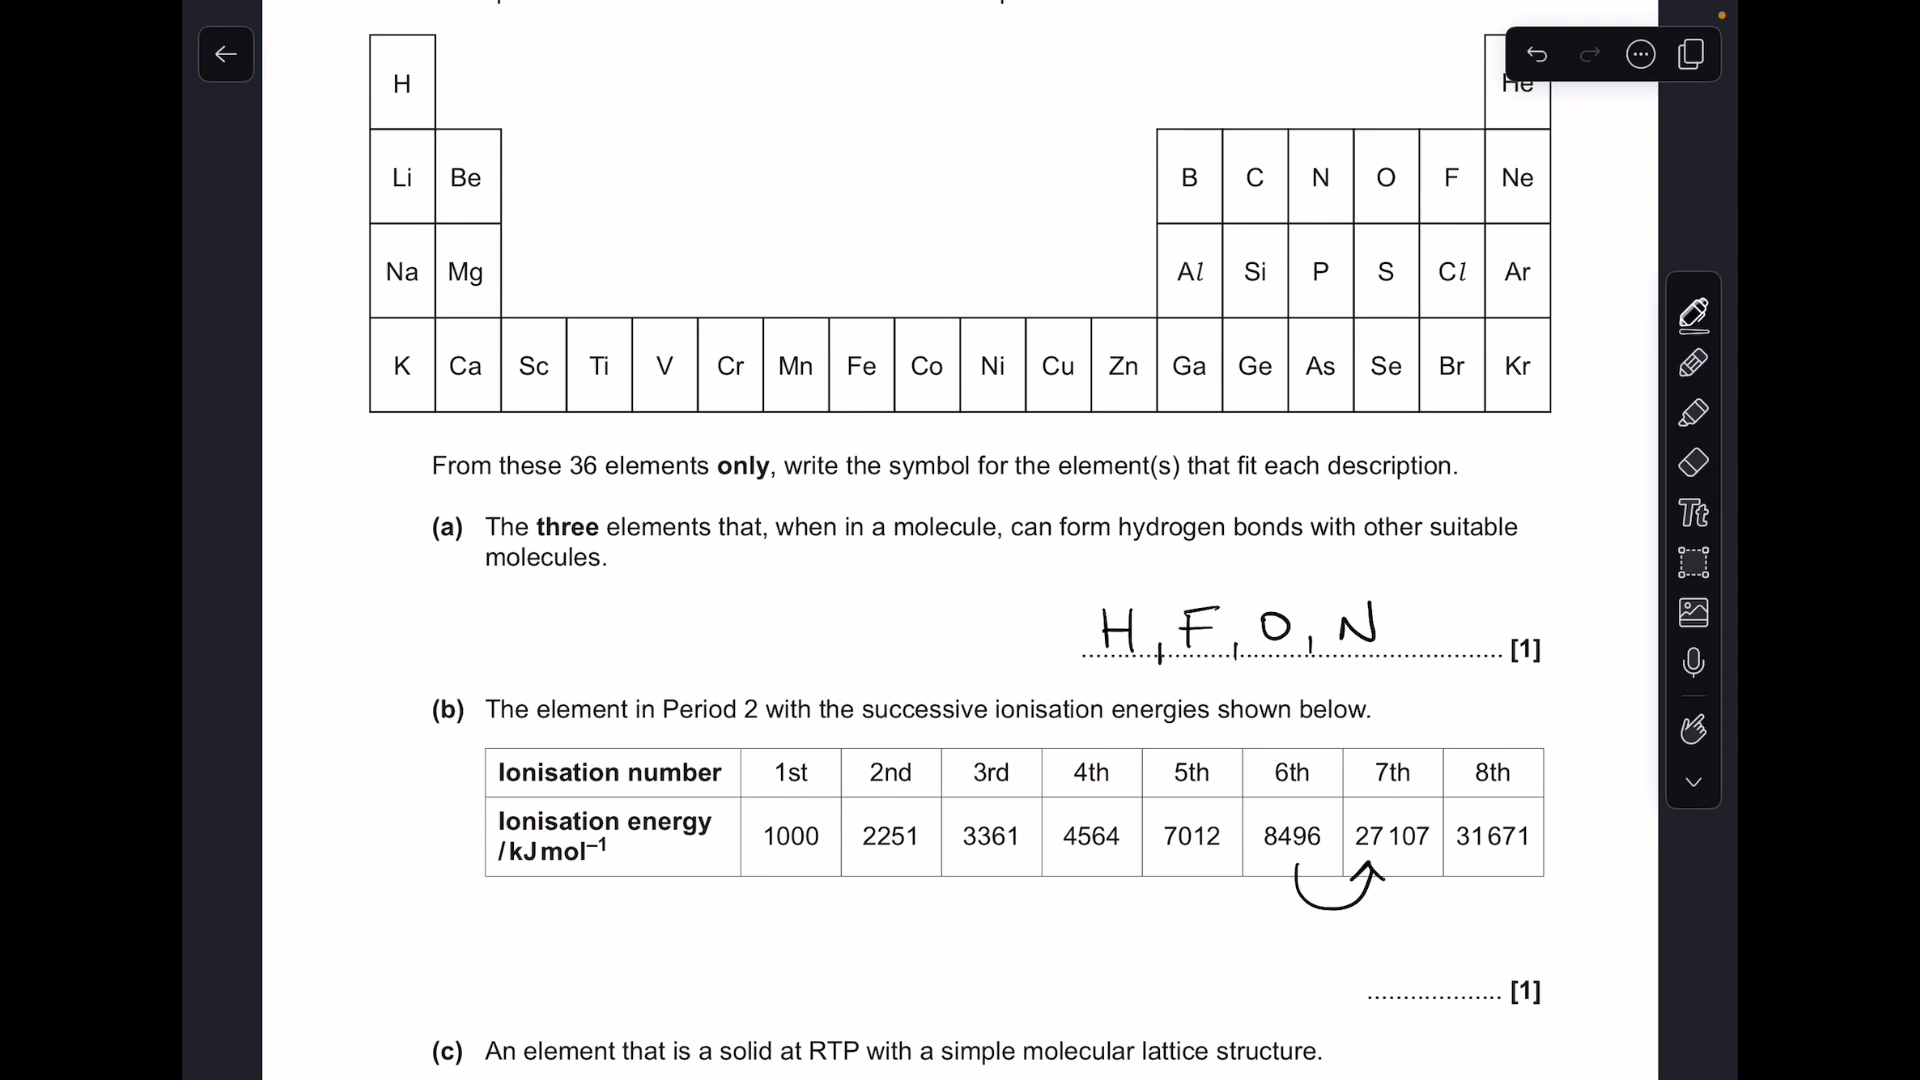 H He
Li Be B C N O F Ne
Na Mg Al Si P S Cl Ar
K Ca Sc Ti V Cr Mn Fe Co Ni Cu Zn Ga Ge As Se Br Kr
From these 36 elements only, write the symbol for the element(s) that fit each description.
(a) The three elements that, when in a molecule, can form hydrogen bonds with other suitable
molecules.
H, F, O, N [1]
(b) The element in Period 2 with the successive ionisation energies shown below.
Ionisation number 1st 2nd 3rd 4th 5th 6th 7th 8th
Ionisation energy /kJ mol⁻¹ 1000 2251 3361 4564 7012 8496 27 107 31 671
[1]
(c) An element that is a solid at RTP with a simple molecular lattice structure.
Tt